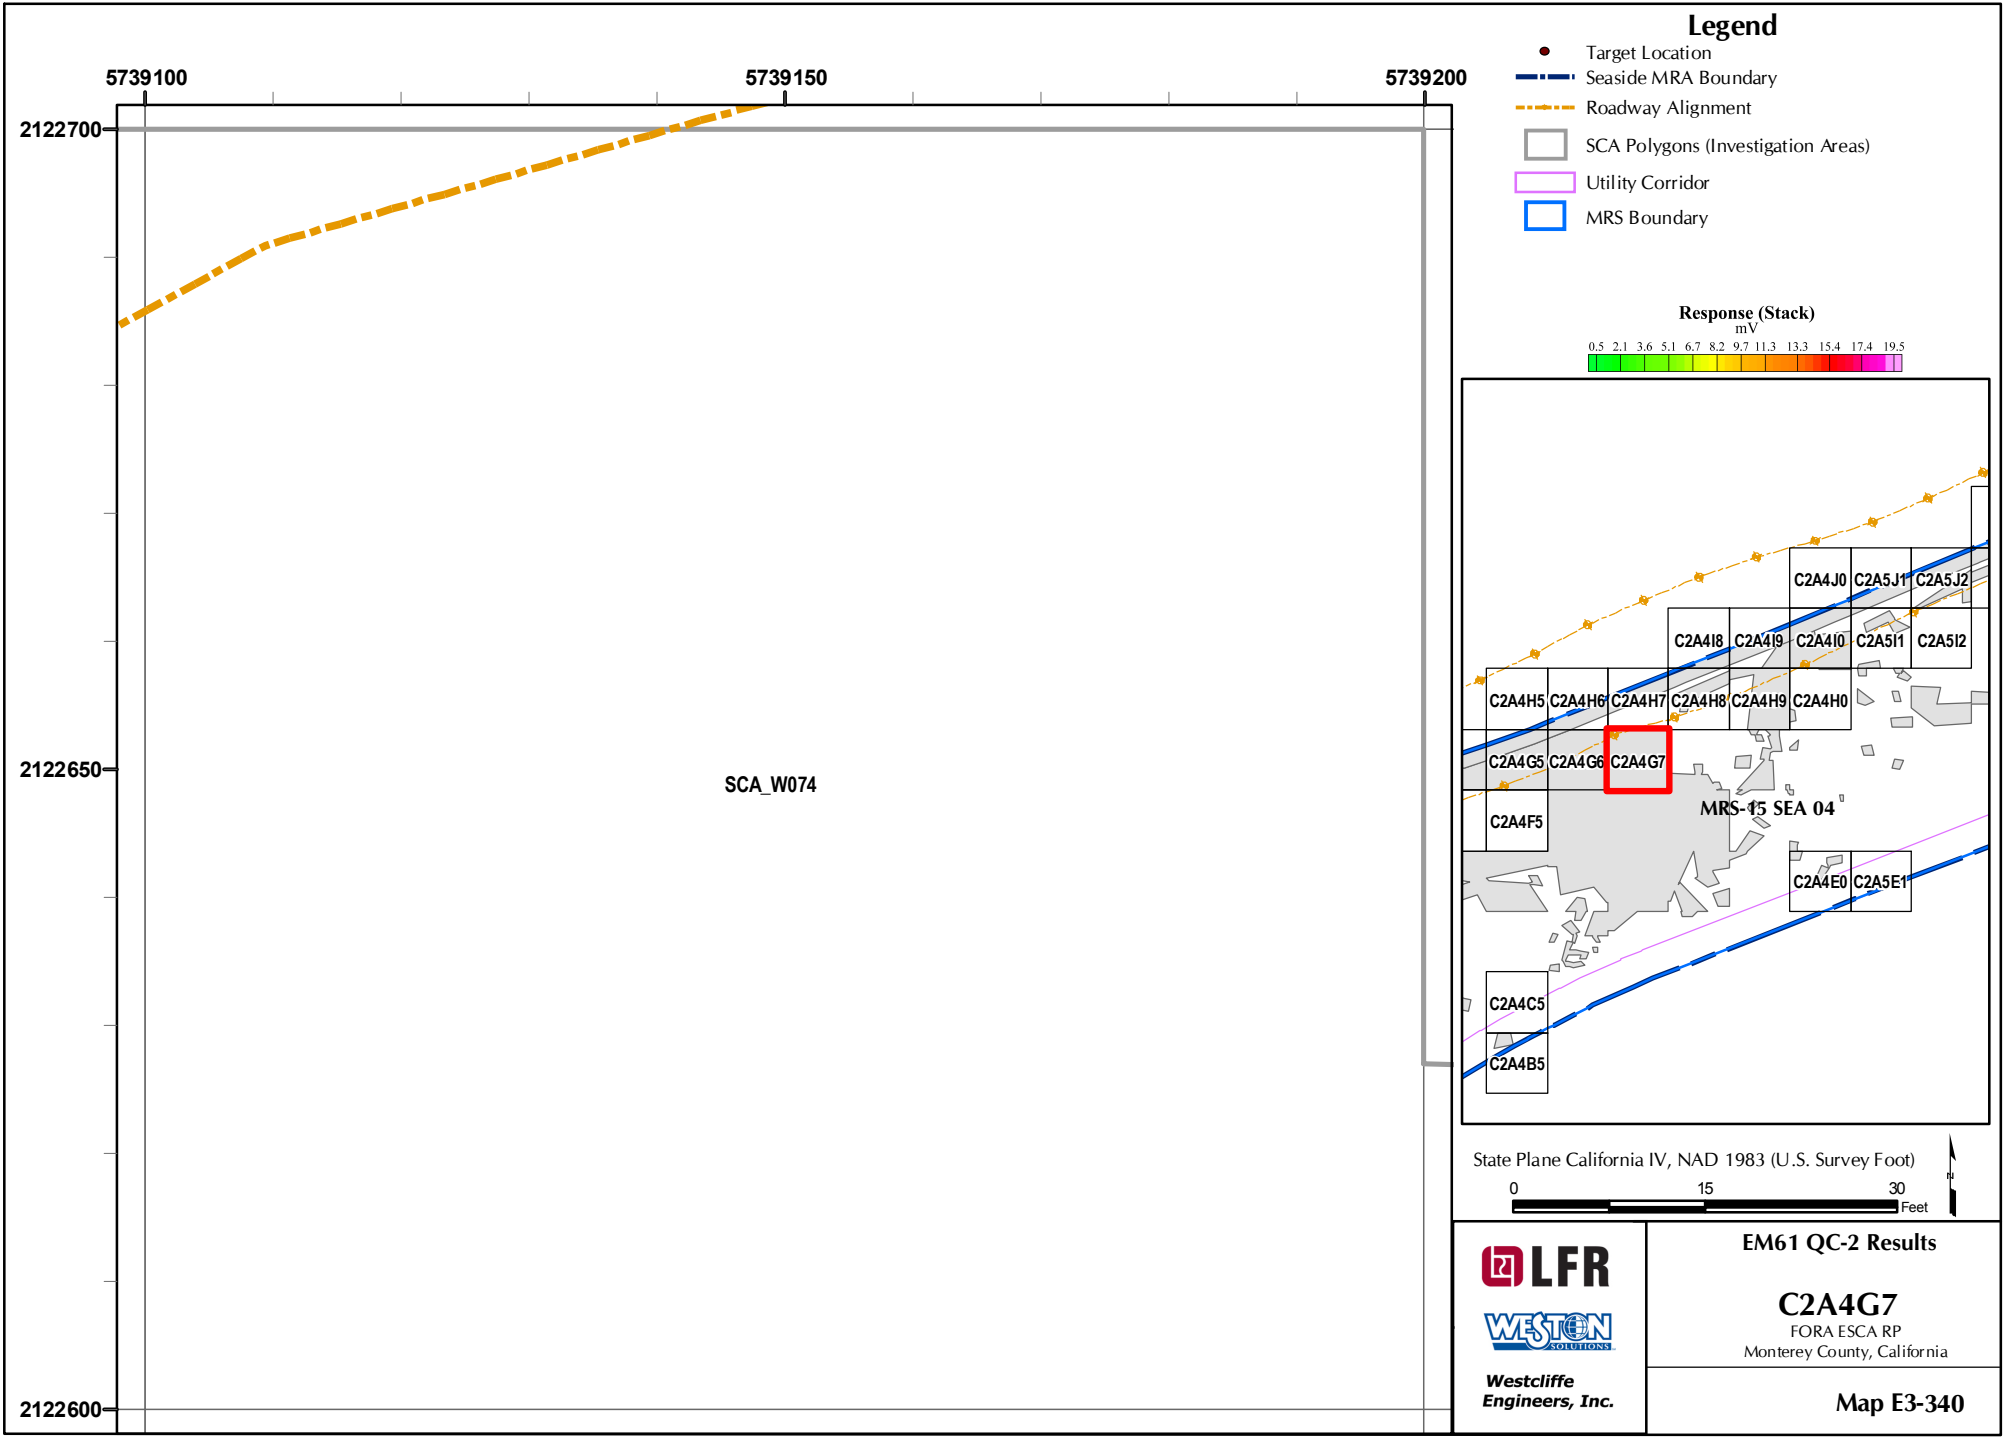 5739100
5739150
5739200
2122700
2122650
2122600
SCA_W074
Legend
Target Location
Seaside MRA Boundary
Roadway Alignment
SCA Polygons (Investigation Areas)
Utility Corridor
MRS Boundary
Response (Stack)
mV
0.5 2.1 3.6 5.1 6.7 8.2 9.7 11.3 13.3 15.4 17.4 19.5
C2A4J0 C2A5J1 C2A5J2
C2A4I8 C2A4I9 C2A4I0 C2A5I1 C2A5I2
C2A4H5 C2A4H6 C2A4H7 C2A4H8 C2A4H9 C2A4H0
C2A4G5 C2A4G6 C2A4G7
MRS-15 SEA 04
C2A4F5
C2A4E0 C2A5E1
C2A4C5
C2A4B5
State Plane California IV, NAD 1983 (U.S. Survey Foot)
0 15 30
Feet
N
LFR
WESTON
SOLUTIONS
Westcliffe
Engineers, Inc.
EM61 QC-2 Results
C2A4G7
FORA ESCA RP
Monterey County, California
Map E3-340